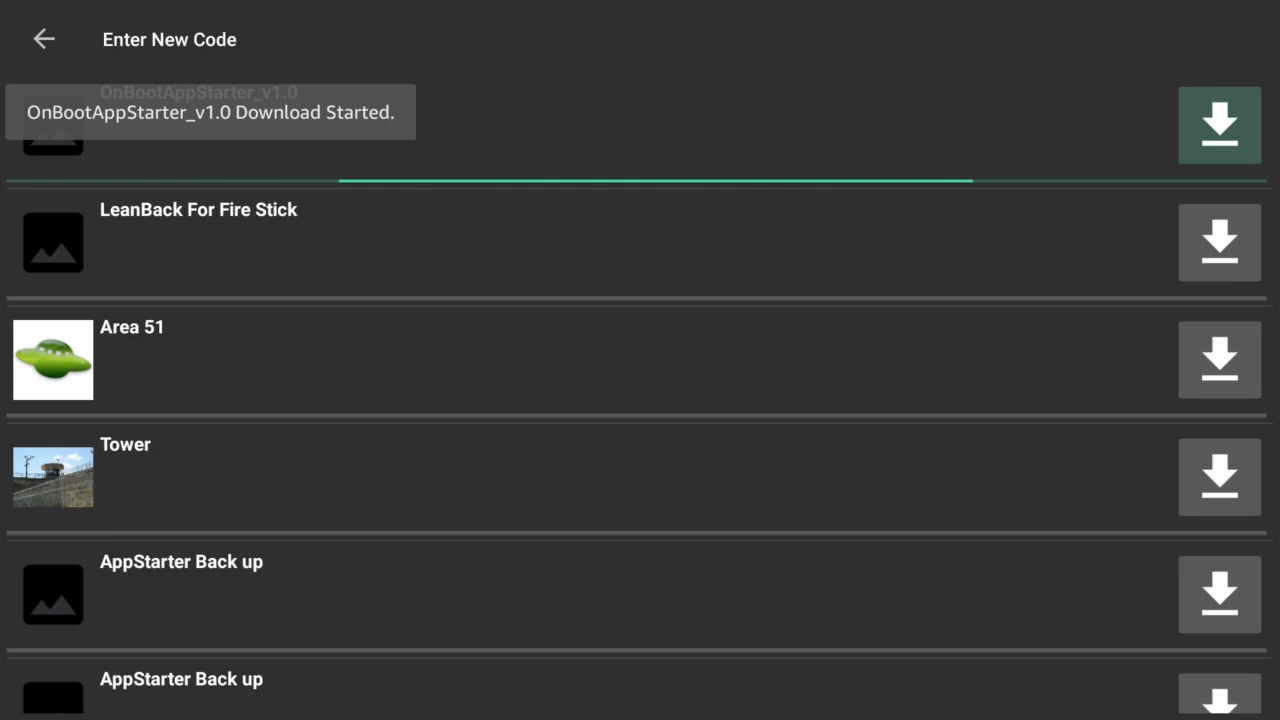 Enter New Code
OnBootAppStarter_v1.0
OnBootAppStarter_v1.0 Download Started.
LeanBack For Fire Stick
Area 51
Tower
AppStarter Back up
AppStarter Back up